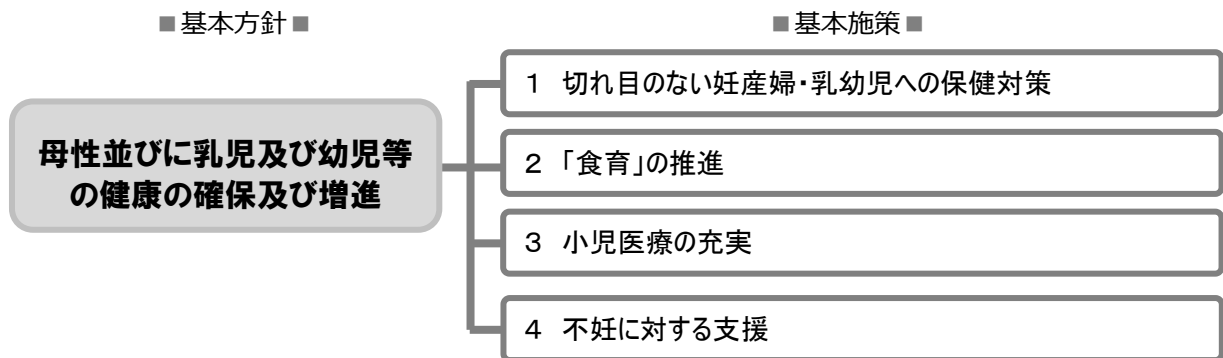 ■基本方針■
■基本施策■
母性並びに乳児及び幼児等
の健康の確保及び増進
１　切れ目のない妊産婦・乳幼児への保健対策
２　「食育」の推進
３　小児医療の充実
４　不妊に対する支援